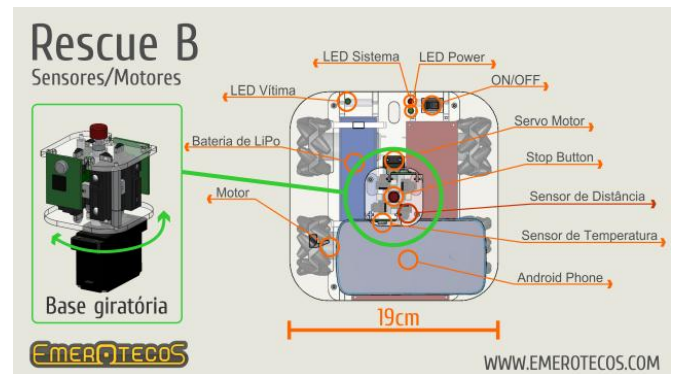 Rescue B
Sensores/Motores
LED Sistema
LED Power
LED Vítima
ON/OFF
Servo Motor
Bateria de LiPo
Stop Button
Motor
Sensor de Distância
Sensor de Temperatura
Android Phone
Base giratória
19cm
EMEROTECOS
WWW.EMEROTECOS.COM